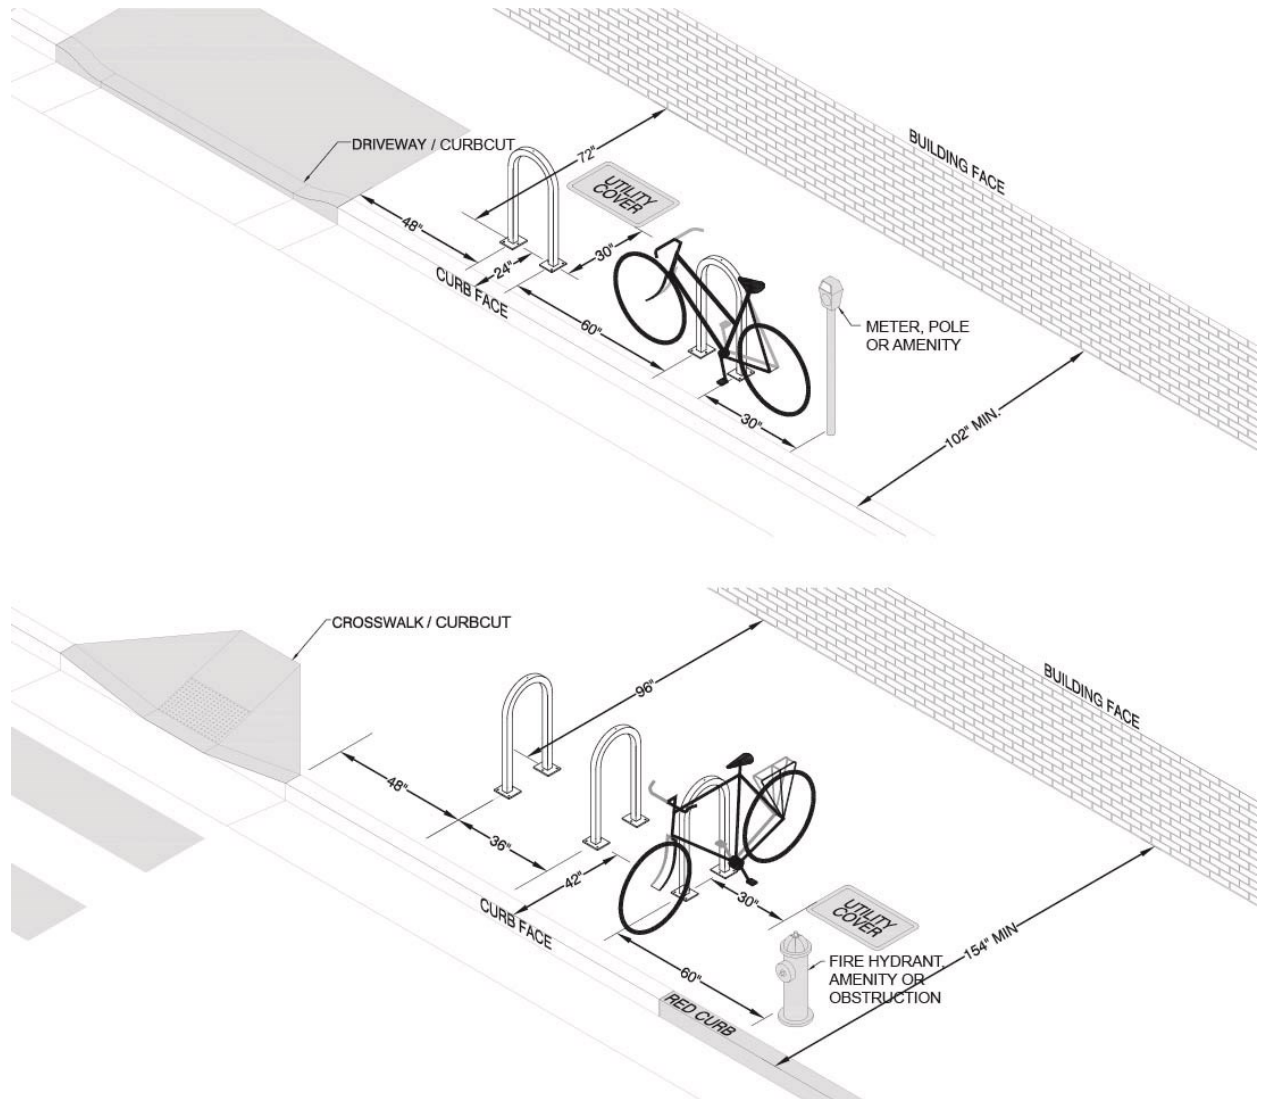 BUILDING FACE
DRIVEWAY / CURBCUT
72"
UTILITY
COVER
48"
30"
24"
CURB FACE
60"
METER, POLE
OR AMENITY
30"
102" MIN.
CROSSWALK / CURBCUT
BUILDING FACE
96"
48"
36"
42"
CURB FACE
30"
UTILITY
COVER
154" MIN
60"
FIRE HYDRANT,
AMENITY OR
OBSTRUCTION
RED CURB